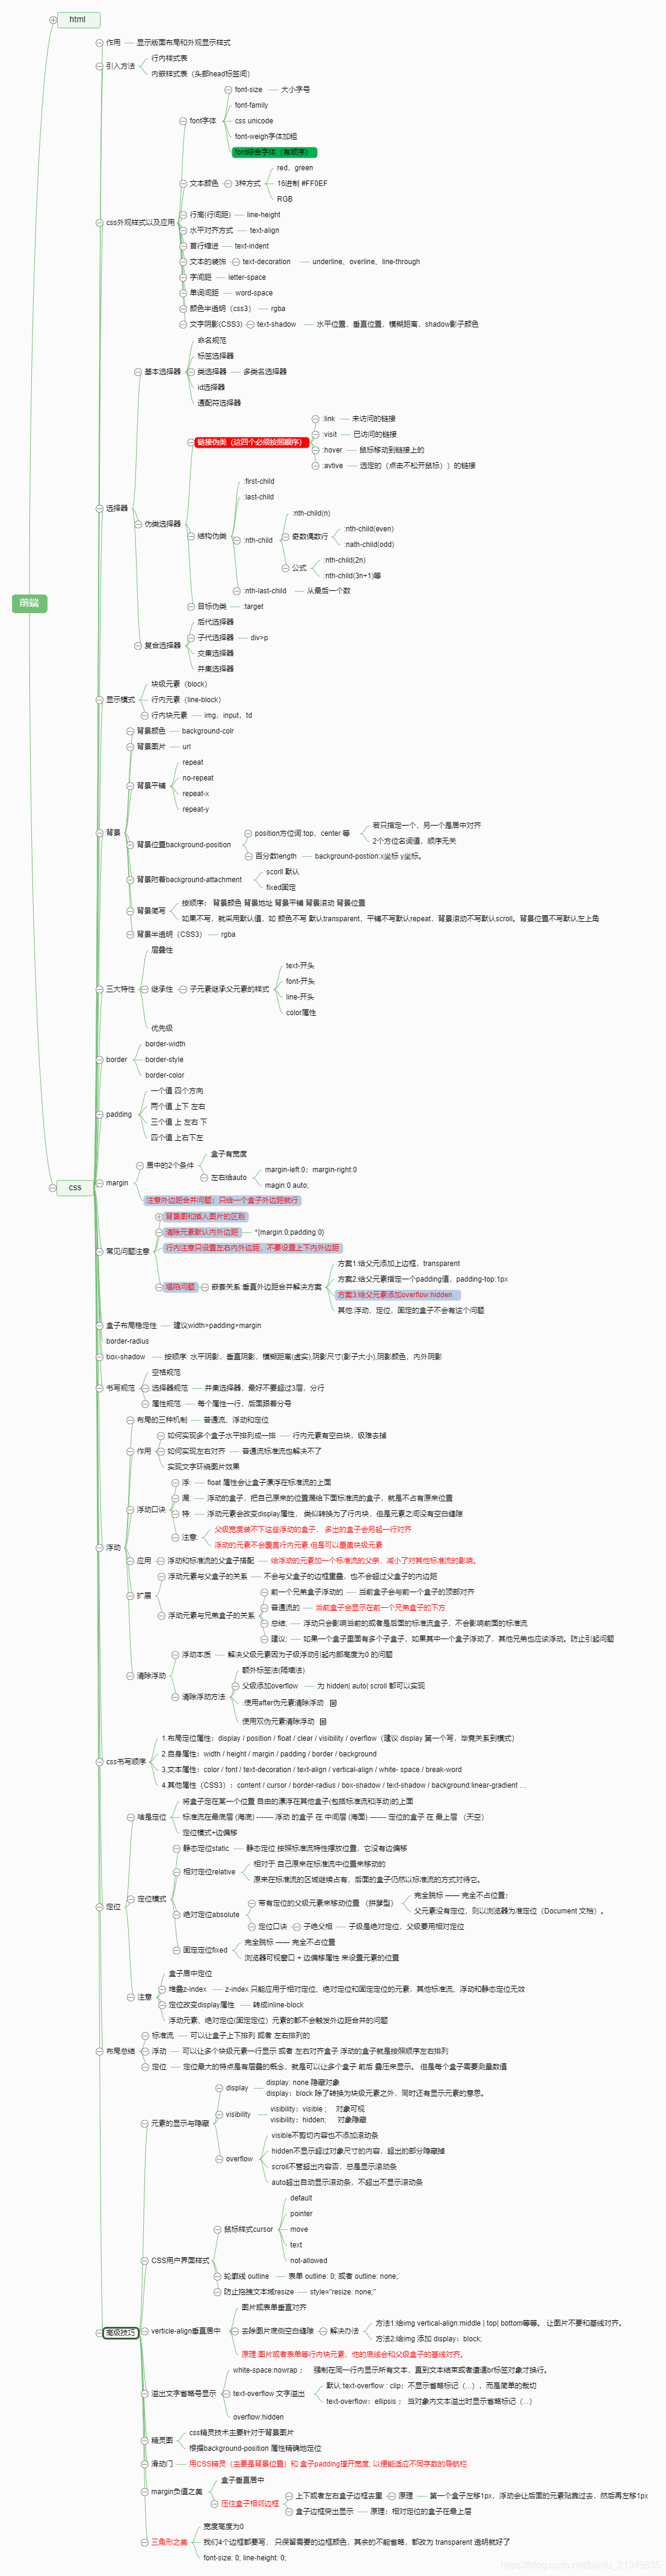 html
作用
显示版面布局和外观显示样式
引入方法
行内样式表
内嵌样式表（头部head标签间）
css外观样式以及应用
font字体
font-size
大小字号
font-family
css unicode
font-weigh字体加粗
font综合字体（有顺序）
文本颜色
3种方式
red，green
16进制 #FF0EF
RGB
行高(行间距)
line-height
水平对齐方式
text-align
首行缩进
text-indent
文本的装饰
text-decoration
underline、overline、line-through
字间距
letter-space
单词间距
word-space
颜色半透明（css3）
rgba
文字阴影(CSS3)
text-shadow
水平位置，垂直位置，模糊距离，shadow影子颜色
选择器
基本选择器
命名规范
标签选择器
类选择器
多类名选择器
id选择器
通配符选择器
伪类选择器
链接伪类（这四个必须按照顺序）
:link
未访问的链接
:visit
已访问的链接
:hover
鼠标移动到链接上的
:avtive
选定的（点击不松开鼠标））的链接
结构伪类
:first-child
:last-child
:nth-child
:nth-child(n)
奇数偶数行
:nth-child(even)
:nath-child(odd)
公式
:nth-child(2n)
:nth-child(3n+1)等
:nth-last-child
从最后一个数
目标伪类
:target
复合选择器
后代选择器
子代选择器
div>p
交集选择器
并集选择器
前端
显示模式
块级元素（block）
行内元素（line-block）
行内块元素
img，input，td
背景
背景颜色
background-colr
背景图片
url
背景平铺
repeat
no-repeat
repeat-x
repeat-y
背景位置background-position
position方位词:top，center 等
若只指定一个，另一个是居中对齐
2个方位名词值，顺序无关
百分数length
background-postion:x坐标 y坐标。
背景附着background-attachment
scorll 默认
fixed固定
背景简写
按顺序： 背景颜色 背景地址 背景平铺 背景滚动 背景位置
如果不写，就采用默认值，如 颜色不写 默认transparent，平铺不写默认repeat，背景滚动不写默认scroll。背景位置不写默认左上角
背景半透明（CSS3）
rgba
三大特性
层叠性
继承性
子元素继承父元素的样式
text-开头
font-开头
line-开头
color属性
优先级
border
border-width
border-style
border-color
padding
一个值 四个方向
两个值 上下 左右
三个值 上 左右 下
四个值 上右下左
css
margin
居中的2个条件
盒子有宽度
左右给auto
margin-left:0；margin-right:0
magin:0 auto;
注意外边距合并问题：只给一个盒子外边距就行
常见问题注意
背景图和插入图片的区别
清除元素默认内外边距
*{margin:0;padding:0}
行内注意只设置左右内外边距，不要设置上下内外边距
塌陷问题
嵌套关系:垂直外边距合并解决方案
方案1:给父元添加上边框，transparent
方案2:给父元素指定一个padding值，padding-top:1px
方案3:给父元素添加overflow:hidden
其他:浮动，定位，固定的盒子不会有这个问题
盒子布局稳定性
建议width>padding>margin
border-radius
box-shadow
按顺序: 水平阴影，垂直阴影，模糊距离(虚实),阴影尺寸(影子大小),阴影颜色，内外阴影
书写规范
空格规范
选择器规范
并集选择器，最好不要超过3层，分行
属性规范
每个属性一行，后面跟着分号
浮动
布局的三种机制
普通流、浮动和定位
作用
如何实现多个盒子水平排列成一排
行内元素有空白块，级难去掉
如何实现左右对齐
普通流标准流也解决不了
实现文字环绕图片效果
浮动口诀
浮:
float 属性会让盒子漂浮在标准流的上面
漏:
浮动的盒子，把自己原来的位置漏给下面标准流的盒子，就是不占有原来位置
特:
浮动元素会改变display属性， 类似转换为了行内块，但是元素之间没有空白缝隙
注意:
父级宽度装不下这些浮动的盒子， 多出的盒子会另起一行对齐
浮动的元素不会覆盖行内元素,但是可以覆盖块级元素
应用
浮动和标准流的父盒子搭配
给浮动的元素加一个标准流的父亲，减小了对其他标准流的影响。
扩展
浮动元素与父盒子的关系
不会与父盒子的边框重叠，也不会超过父盒子的内边距
浮动元素与兄弟盒子的关系
前一个兄弟盒子浮动的
当前盒子会与前一个盒子的顶部对齐
普通流的
当前盒子会显示在前一个兄弟盒子的下方
总结:
浮动只会影响当前的或者是后面的标准流盒子，不会影响前面的标准流
建议:
如果一个盒子里面有多个子盒子，如果其中一个盒子浮动了，其他兄弟也应该浮动。防止引起问题
清除浮动
浮动本质
解决父级元素因为子级浮动引起内部高度为0 的问题
清除浮动方法
额外标签法(隔墙法)
父级添加overflow
为 hidden| auto| scroll 都可以实现
.使用after伪元素清除浮动
使用双伪元素清除浮动
css书写顺序
1.布局定位属性：display / position / float / clear / visibility / overflow（建议 display 第一个写，毕竟关系到模式）
2.自身属性：width / height / margin / padding / border / background
3.文本属性：color / font / text-decoration / text-align / vertical-align / white- space / break-word
4.其他属性（CSS3）：content / cursor / border-radius / box-shadow / text-shadow / background:linear-gradient …
定位
啥是定位
将盒子定在某一个位置 自由的漂浮在其他盒子(包括标准流和浮动)的上面
标准流在最底层 (海底) ------- 浮动 的盒子 在 中间层 (海面) ------- 定位的盒子 在 最上层 （天空）
定位模式+边偏移
定位模式
静态定位static
静态定位 按照标准流特性摆放位置，它没有边偏移
相对定位relative
相对于 自己原来在标准流中位置来移动的
原来在标准流的区域继续占有，后面的盒子仍然以标准流的方式对待它。
绝对定位absolute
带有定位的父级元素来移动位置 （拼爹型）
完全脱标 —— 完全不占位置；
父元素没有定位，则以浏览器为准定位（Document 文档）。
定位口诀
子绝父相
子级是绝对定位，父级要用相对定位
固定定位fixed
完全脱标 —— 完全不占位置
浏览器可视窗口 + 边偏移属性 来设置元素的位置
注意
盒子居中定位
堆叠z-index
z-index 只能应用于相对定位、绝对定位和固定定位的元素，其他标准流、浮动和静态定位无效
定位改变display属性
转成inline-block
浮动元素、绝对定位(固定定位）元素的都不会触发外边距合并的问题
布局总结
标准流
可以让盒子上下排列 或者 左右排列的
浮动
可以让多个块级元素一行显示 或者 左右对齐盒子 浮动的盒子就是按照顺序左右排列
定位
定位最大的特点是有层叠的概念，就是可以让多个盒子 前后 叠压来显示。 但是每个盒子需要测量数值
高级技巧
元素的显示与隐藏
display
display: none 隐藏对象
display：block 除了转换为块级元素之外，同时还有显示元素的意思。
visibility
visibility：visible ; 对象可视
visibility：hidden; 对象隐藏
overflow
visible不剪切内容也不添加滚动条
hidden不显示超过对象尺寸的内容，超出的部分隐藏掉
scroll不管超出内容否，总是显示滚动条
auto超出自动显示滚动条，不超出不显示滚动条
CSS用户界面样式
鼠标样式cursor
default
pointer
move
text
not-allowed
轮廓线 outline
表单 outline: 0; 或者 outline: none;
防止拖拽文本域resize
style="resize: none;"
verticle-align垂直居中
图片或表单垂直对齐
去除图片底侧空白缝隙
解决办法
方法1:给img vertical-align:middle | top| bottom等等。 让图片不要和基线对齐。
方法2:给img 添加 display：block;
原理 图片或者表单等行内块元素，他的底线会和父级盒子的基线对齐。
溢出文字省略号显示
white-space:nowrap ； 强制在同一行内显示所有文本，直到文本结束或者遭遇br标签对象才换行。
text-overflow 文字溢出
默认:text-overflow : clip；不显示省略标记（...），而是简单的裁切
text-overflow：ellipsis ； 当对象内文本溢出时显示省略标记（...）
overflow:hidden
精灵图
css精灵技术主要针对于背景图片
根据background-position 属性精确地定位
滑动门
用CSS精灵（主要是背景位置）和 盒子padding撑开宽度, 以便能适应不同字数的导航栏
margin负值之美
盒子垂直居中
压住盒子相邻边框
上下或者左右盒子边框去重
原理
第一个盒子左移1px，浮动会让后面的元素贴靠过去，然后再左移1px
盒子边框突出显示
原理：相对定位的盒子在最上层
三角形之美
宽度高度为0
我们4个边框都要写， 只保留需要的边框颜色，其余的不能省略，都改为 transparent 透明就好了
font-size: 0; line-height: 0;
https://blog.csdn.net/baidu_21349635